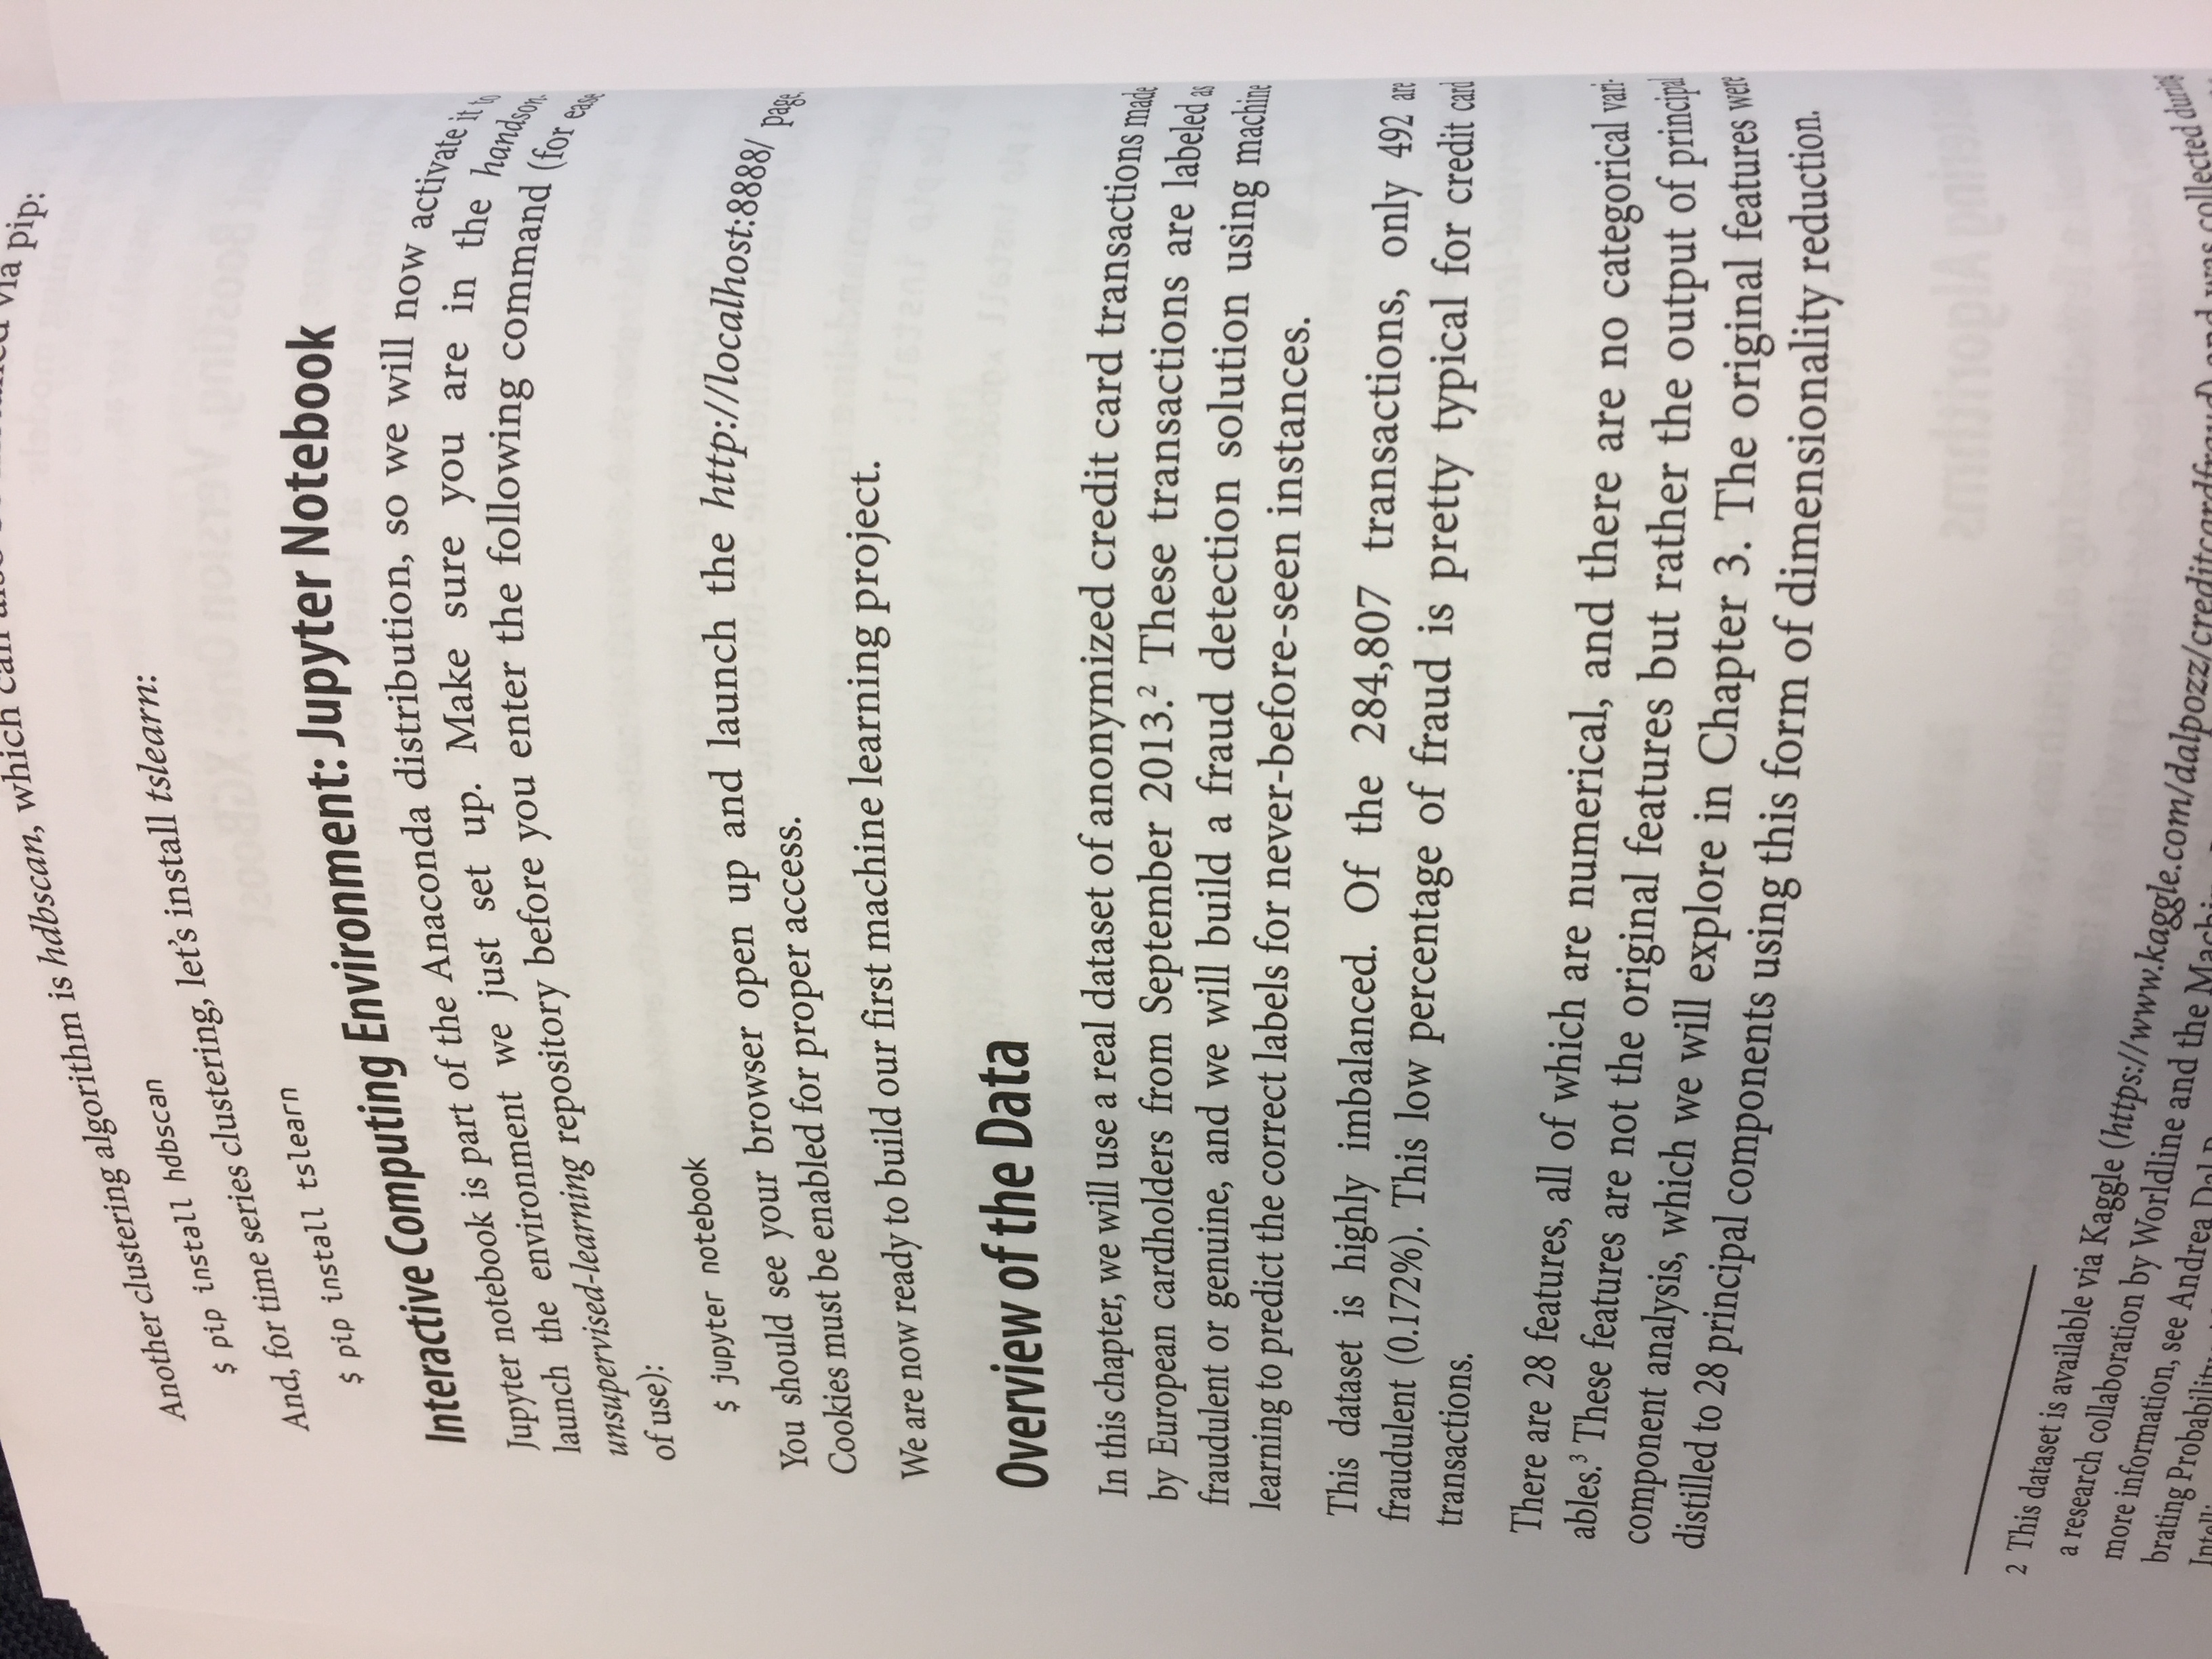 Another clustering algorithm is hdbscan, which can also be installed via pip:
$ pip install hdbscan
And, for time series clustering, let's install tslearn:
$ pip install tslearn
Interactive Computing Environment: Jupyter Notebook
Jupyter notebook is part of the Anaconda distribution, so we will now activate it to
launch the environment we just set up. Make sure you are in the handson-
unsupervised-learning repository before you enter the following command (for ease
of use):
$ jupyter notebook
You should see your browser open up and launch the http://localhost:8888/ page.
Cookies must be enabled for proper access.
We are now ready to build our first machine learning project.
Overview of the Data
In this chapter, we will use a real dataset of anonymized credit card transactions made
by European cardholders from September 2013.² These transactions are labeled as
fraudulent or genuine, and we will build a fraud detection solution using machine
learning to predict the correct labels for never-before-seen instances.
This dataset is highly imbalanced. Of the 284,807 transactions, only 492 are
fraudulent (0.172%). This low percentage of fraud is pretty typical for credit card
transactions.
There are 28 features, all of which are numerical, and there are no categorical vari-
ables.³ These features are not the original features but rather the output of principal
component analysis, which we will explore in Chapter 3. The original features were
distilled to 28 principal components using this form of dimensionality reduction.
2 This dataset is available via Kaggle (https://www.kaggle.com/dalpozz/creditcardfraud) and was collected during
a research collaboration by Worldline and the
more information, see Andrea Dal
brating